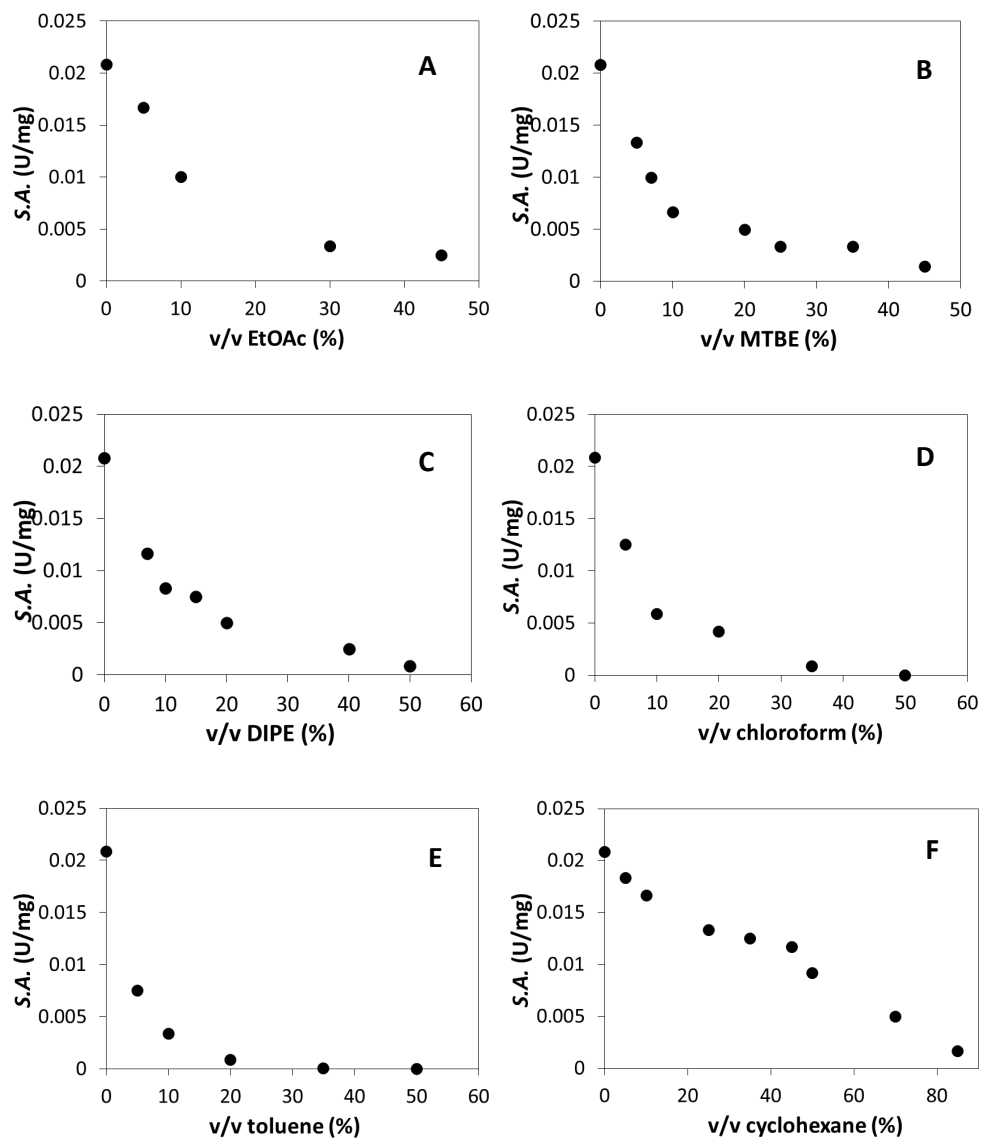 0.025
A
0.02
0.015
0.01
0.005
0
S.A. (U/mg)
0 10 20 30 40 50
v/v EtOAc (%)
0.025
B
0.02
0.015
0.01
0.005
0
S.A. (U/mg)
0 10 20 30 40 50
v/v MTBE (%)
0.025
C
0.02
0.015
0.01
0.005
0
S.A. (U/mg)
0 10 20 30 40 50 60
v/v DIPE (%)
0.025
D
0.02
0.015
0.01
0.005
0
S.A. (U/mg)
0 10 20 30 40 50 60
v/v chloroform (%)
0.025
E
0.02
0.015
0.01
0.005
0
S.A. (U/mg)
0 10 20 30 40 50 60
v/v toluene (%)
0.025
F
0.02
0.015
0.01
0.005
0
S.A. (U/mg)
0 20 40 60 80
v/v cyclohexane (%)